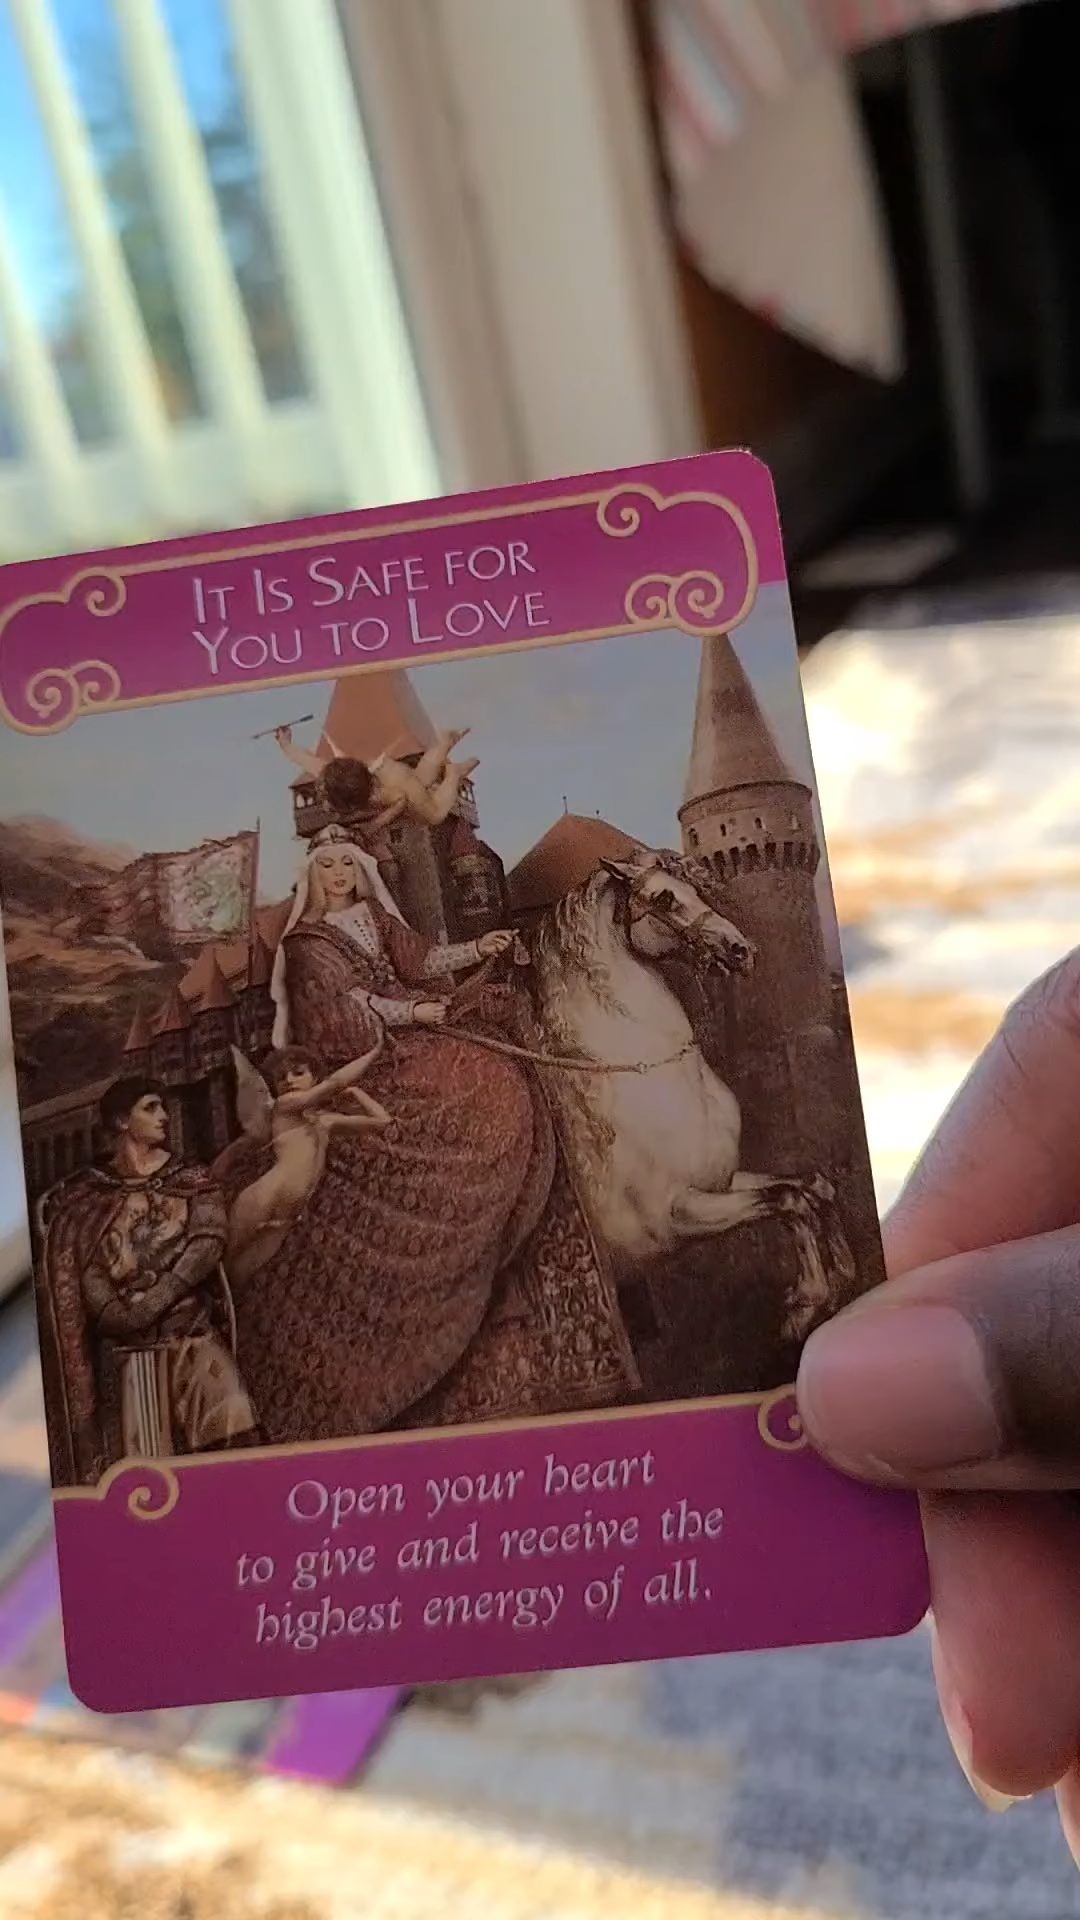 It Is Safe for
You to Love
Open your heart
to give and receive the
highest energy of all.